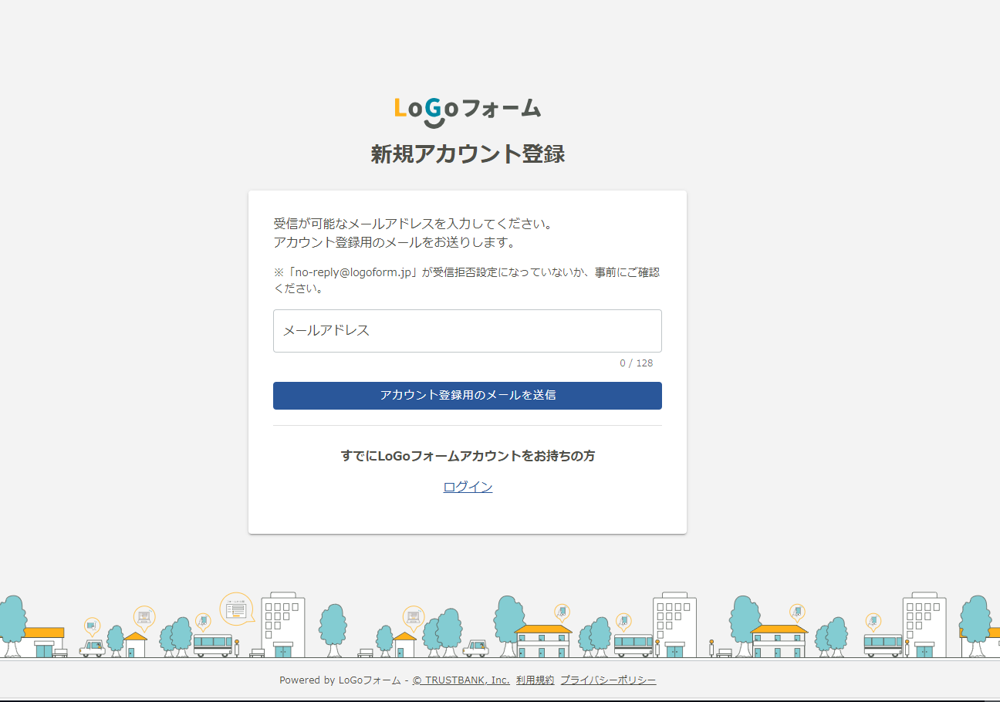 LoGoフォーム
新規アカウント登録
受信が可能なメールアドレスを入力してください。
アカウント登録用のメールをお送りします。
※「no-reply@logoform.jp」が受信拒否設定になっていないか、事前にご確認
ください。
メールアドレス
0 / 128
アカウント登録用のメールを送信
すでにLoGoフォームアカウントをお持ちの方
ログイン
Powered by LoGoフォーム - © TRUSTBANK, Inc. 利用規約 プライバシーポリシー